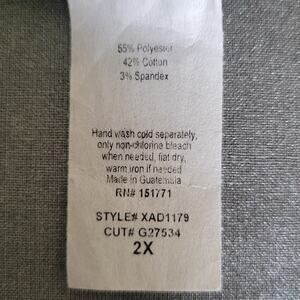 55% Polyester
42% Cotton
3% Spandex
Hand wash cold separately,
only non-chlorine bleach
when needed, flat dry,
warm iron if needed
Made in Guatemala
RN# 151771
STYLE# XAD1179
CUT# G27534
2X